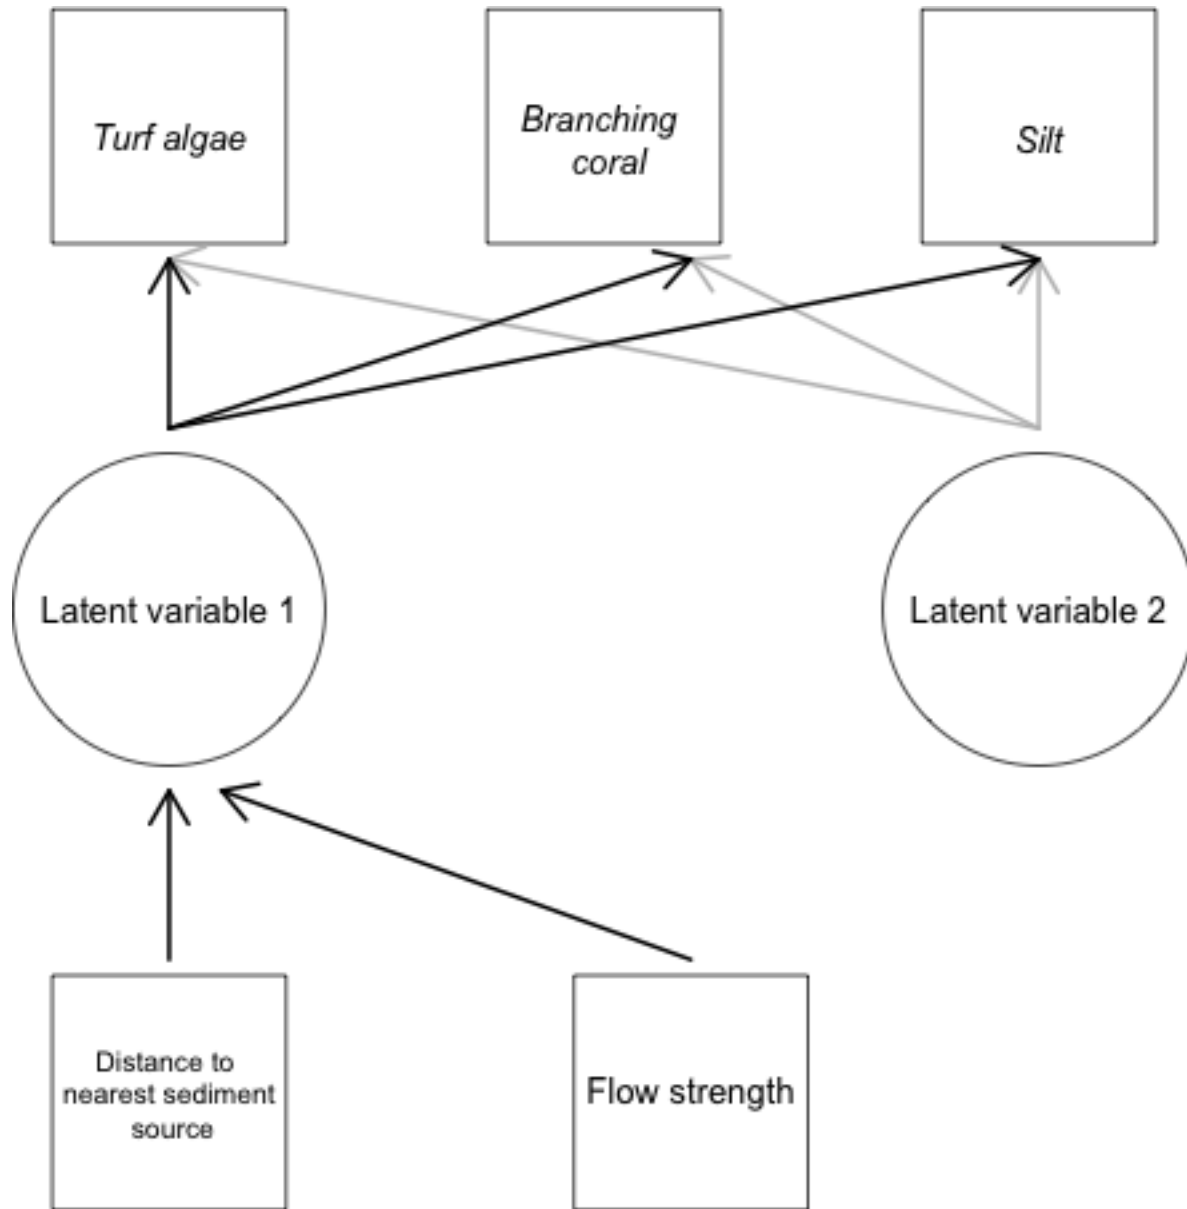 Turf algae
Branching
coral
Silt
Latent variable 1
Latent variable 2
Distance to
nearest sediment
source
Flow strength